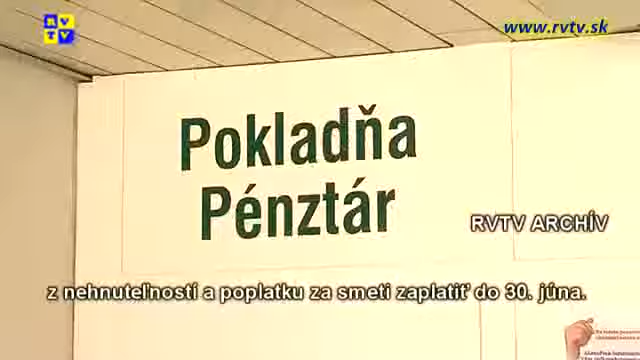 RVTV
www.rvtv.sk
Pokladňa
Pénztár
RVTV ARCHÍV
z nehnuteľností a poplatku za smeti zaplatiť do 30. júna.